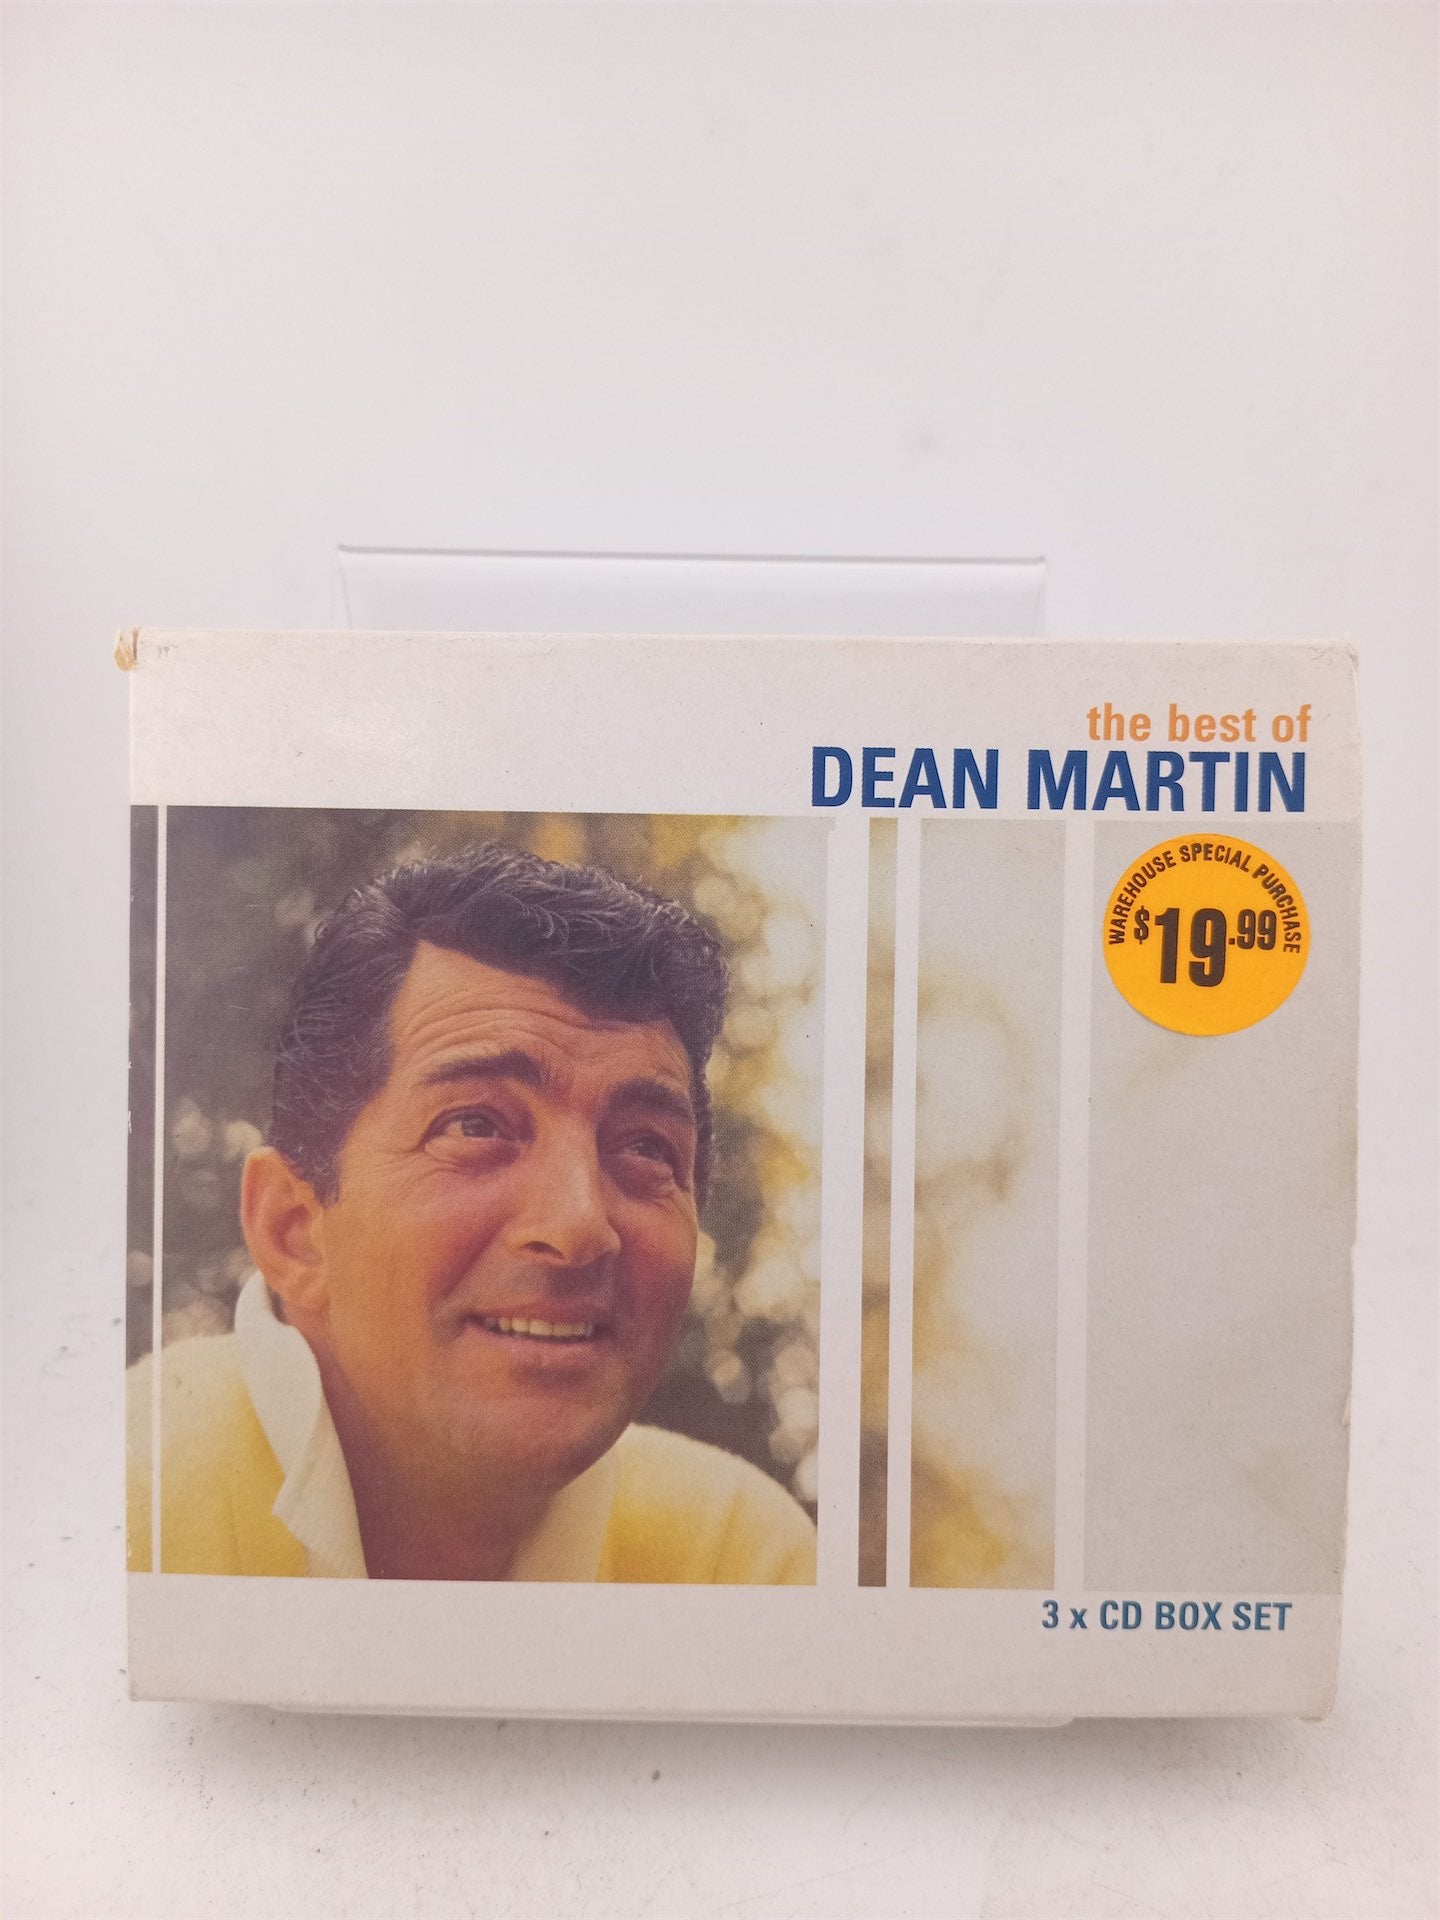 the best of
DEAN MARTIN
WAREHOUSE SPECIAL PURCHASE
$19.99
3 x CD BOX SET